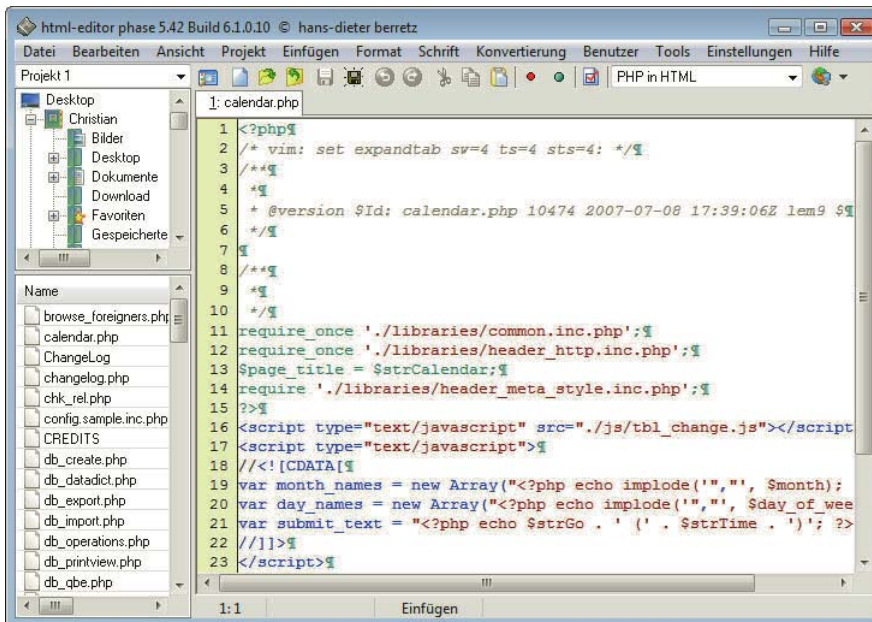 html-editor phase 5.42 Build 6.1.0.10 © hans-dieter berretz
Datei Bearbeiten Ansicht Projekt Einfügen Format Schrift Konvertierung Benutzer Tools Einstellungen Hilfe
Projekt 1
PHP in HTML
Desktop
Christian
Bilder
Desktop
Dokumente
Download
Favoriten
Gespeicherte
Name
browse_foreigners.php
calendar.php
ChangeLog
changelog.php
chk_rel.php
config.sample.inc.php
CREDITS
db_create.php
db_datadict.php
db_export.php
db_import.php
db_operations.php
db_printview.php
db_qbe.php
1: calendar.php
1 <?php¶
2 /* vim: set expandtab sw=4 ts=4 sts=4: */¶
3 /**¶
4 *¶
5 * @version $Id: calendar.php 10474 2007-07-08 17:39:06Z lem9 $¶
6 */¶
7 ¶
8 /**¶
9 *¶
10 */¶
11 require_once './libraries/common.inc.php';¶
12 require_once './libraries/header_http.inc.php';¶
13 $page_title = $strCalendar;¶
14 require './libraries/header_meta_style.inc.php';¶
15 ?>¶
16 <script type="text/javascript" src="./js/tbl_change.js"></script
17 <script type="text/javascript">¶
18 //<![CDATA[¶
19 var month_names = new Array("<?php echo implode('","', $month);
20 var day_names = new Array("<?php echo implode('","', $day_of_wee
21 var submit_text = "<?php echo $strGo . ' (' . $strTime . ')'; ?>
22 //]]>¶
23 </script>¶
1:1 Einfügen